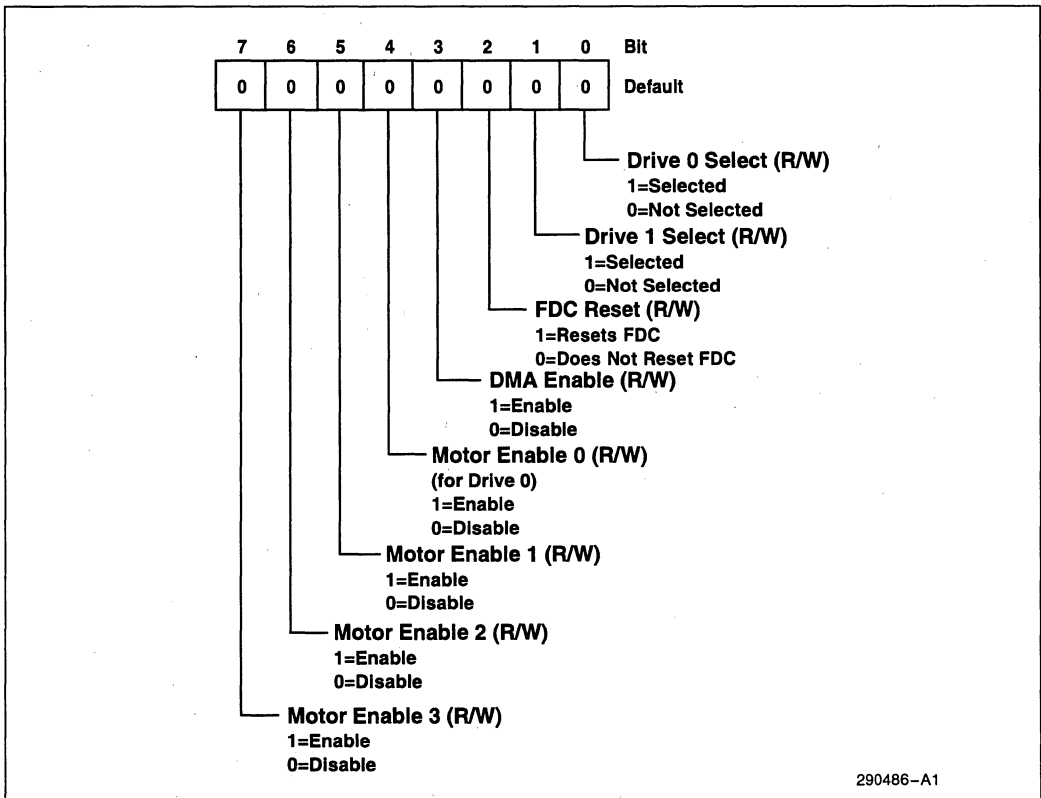 7 6 5 4 3 2 1 0 Bit
0 0 0 0 0 0 0 0 Default
Drive 0 Select (R/W)
1=Selected
0=Not Selected
Drive 1 Select (R/W)
1=Selected
0=Not Selected
FDC Reset (R/W)
1=Resets FDC
0=Does Not Reset FDC
DMA Enable (R/W)
1=Enable
0=Disable
Motor Enable 0 (R/W)
(for Drive 0)
1=Enable
0=Disable
Motor Enable 1 (R/W)
1=Enable
0=Disable
Motor Enable 2 (R/W)
1=Enable
0=Disable
Motor Enable 3 (R/W)
1=Enable
0=Disable
290486–A1